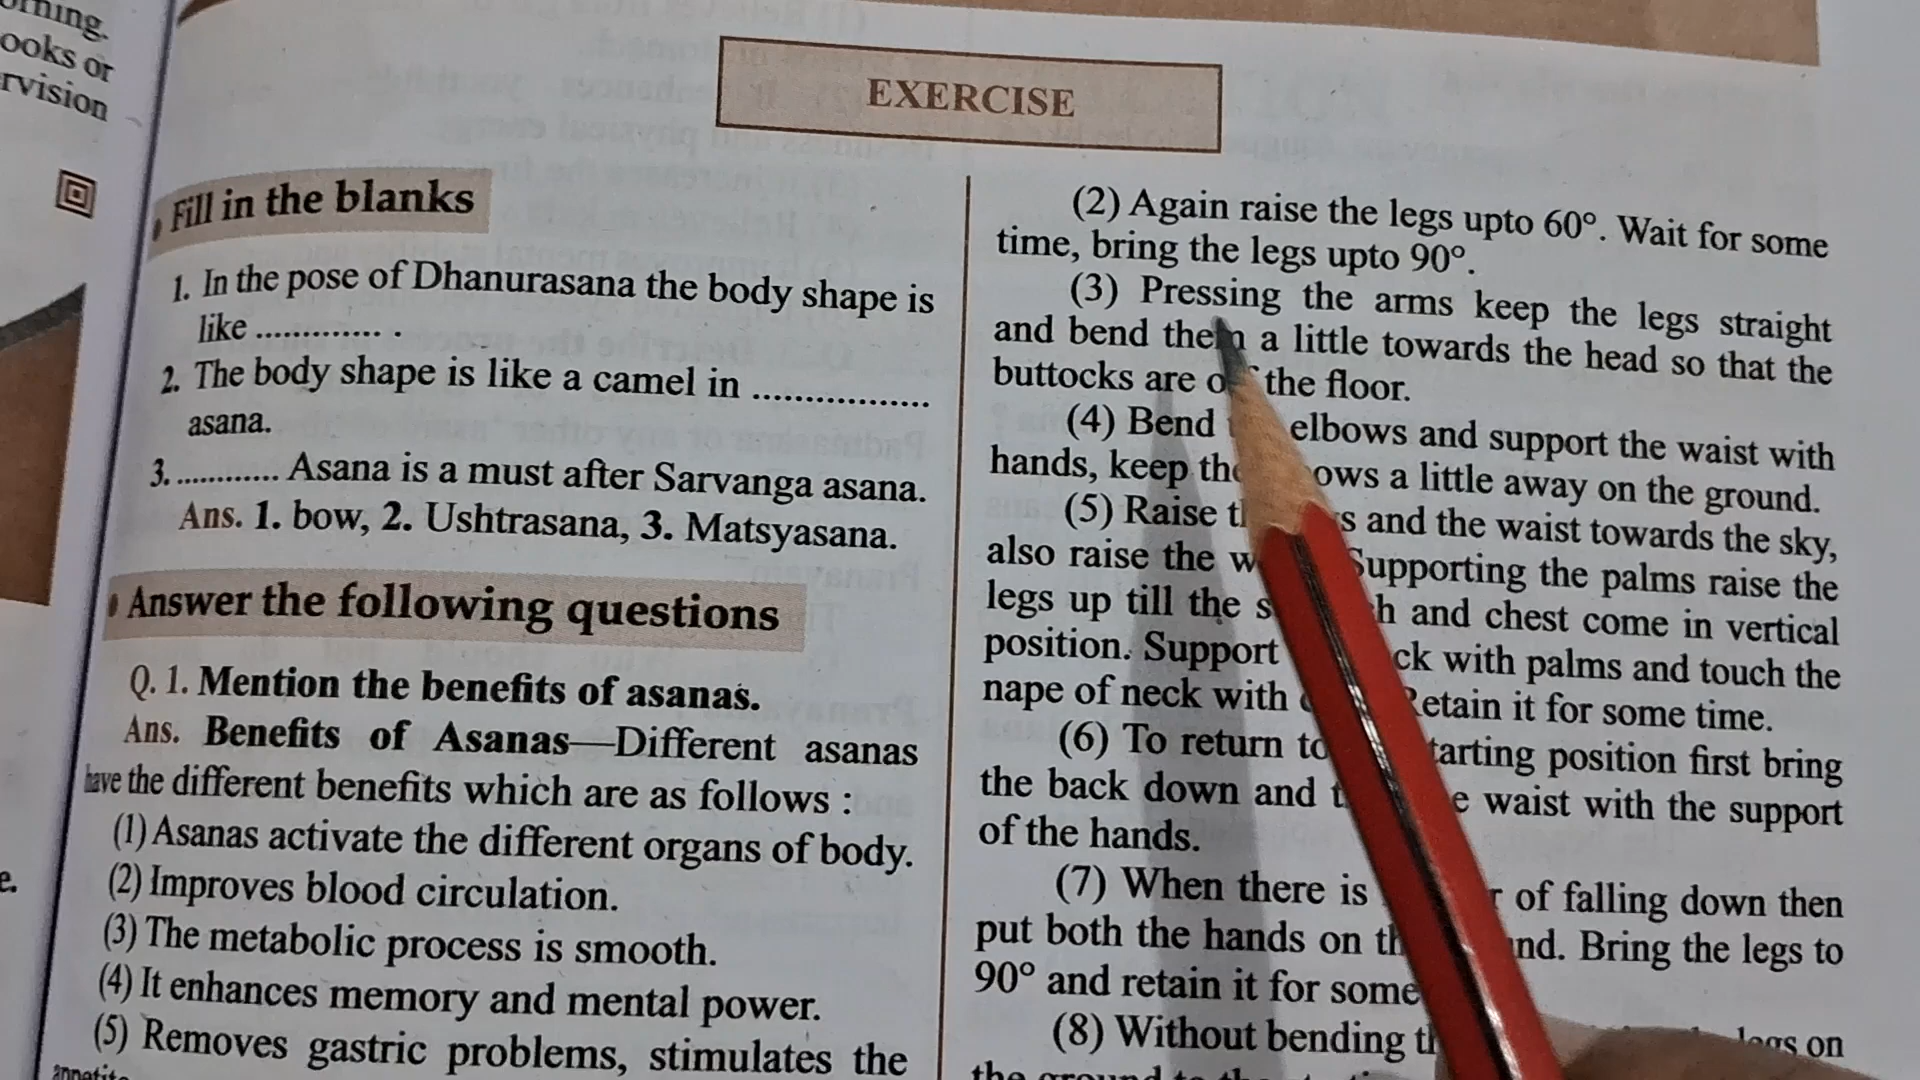 orning.
ooks or
rvision
e.
EXERCISE
Fill in the blanks
1. In the pose of Dhanurasana the body shape is
like ............. .
2. The body shape is like a camel in ..................
asana.
3. ............ Asana is a must after Sarvanga asana.
Ans. 1. bow, 2. Ushtrasana, 3. Matsyasana.
Answer the following questions
Q. 1. Mention the benefits of asanas.
Ans. Benefits of Asanas—Different asanas
have the different benefits which are as follows :
(1) Asanas activate the different organs of body.
(2) Improves blood circulation.
(3) The metabolic process is smooth.
(4) It enhances memory and mental power.
(5) Removes gastric problems, stimulates the
(2) Again raise the legs upto 60°. Wait for some
time, bring the legs upto 90°.
(3) Pressing the arms keep the legs straight
and bend them a little towards the head so that the
buttocks are the floor.
(4) Bend elbows and support the waist with
hands, keep ows a little away on the ground.
(5) Raise s and the waist towards the sky,
also raise the Supporting the palms raise the
legs up till the h and chest come in vertical
position. Support ck with palms and touch the
nape of neck with Retain it for some time.
(6) To return tarting position first bring
the back down and e waist with the support
of the hands.
(7) When there is r of falling down then
put both the hands on nd. Bring the legs to
90° and retain it for some
(8) Without bending legs on
the ground to the